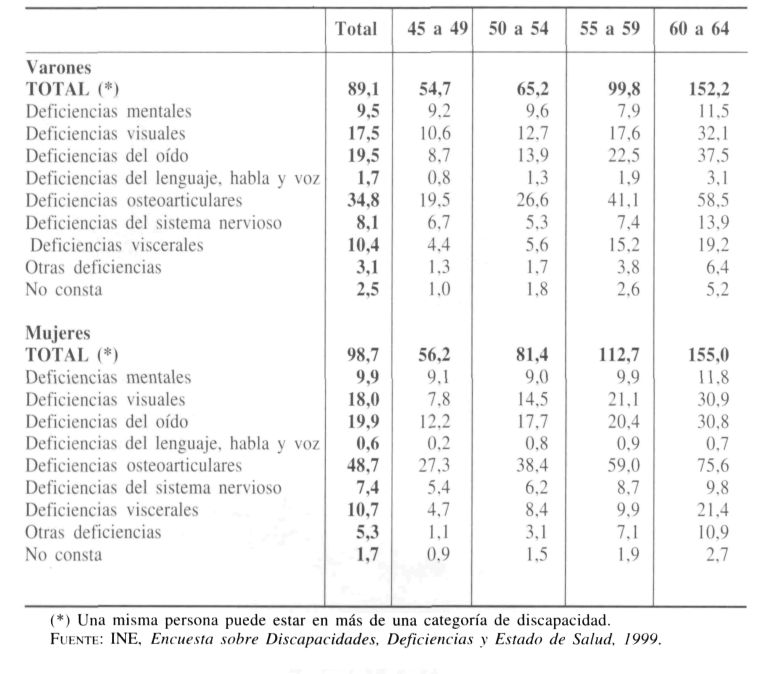 Total 45 a 49 50 a 54 55 a 59 60 a 64
Varones
TOTAL (*) 89,1 54,7 65,2 99,8 152,2
Deficiencias mentales 9,5 9,2 9,6 7,9 11,5
Deficiencias visuales 17,5 10,6 12,7 17,6 32,1
Deficiencias del oído 19,5 8,7 13,9 22,5 37,5
Deficiencias del lenguaje, habla y voz 1,7 0,8 1,3 1,9 3,1
Deficiencias osteoarticulares 34,8 19,5 26,6 41,1 58,5
Deficiencias del sistema nervioso 8,1 6,7 5,3 7,4 13,9
Deficiencias viscerales 10,4 4,4 5,6 15,2 19,2
Otras deficiencias 3,1 1,3 1,7 3,8 6,4
No consta 2,5 1,0 1,8 2,6 5,2
Mujeres
TOTAL (*) 98,7 56,2 81,4 112,7 155,0
Deficiencias mentales 9,9 9,1 9,0 9,9 11,8
Deficiencias visuales 18,0 7,8 14,5 21,1 30,9
Deficiencias del oído 19,9 12,2 17,7 20,4 30,8
Deficiencias del lenguaje, habla y voz 0,6 0,2 0,8 0,9 0,7
Deficiencias osteoarticulares 48,7 27,3 38,4 59,0 75,6
Deficiencias del sistema nervioso 7,4 5,4 6,2 8,7 9,8
Deficiencias viscerales 10,7 4,7 8,4 9,9 21,4
Otras deficiencias 5,3 1,1 3,1 7,1 10,9
No consta 1,7 0,9 1,5 1,9 2,7
(*) Una misma persona puede estar en más de una categoría de discapacidad.
FUENTE: INE, Encuesta sobre Discapacidades, Deficiencias y Estado de Salud, 1999.